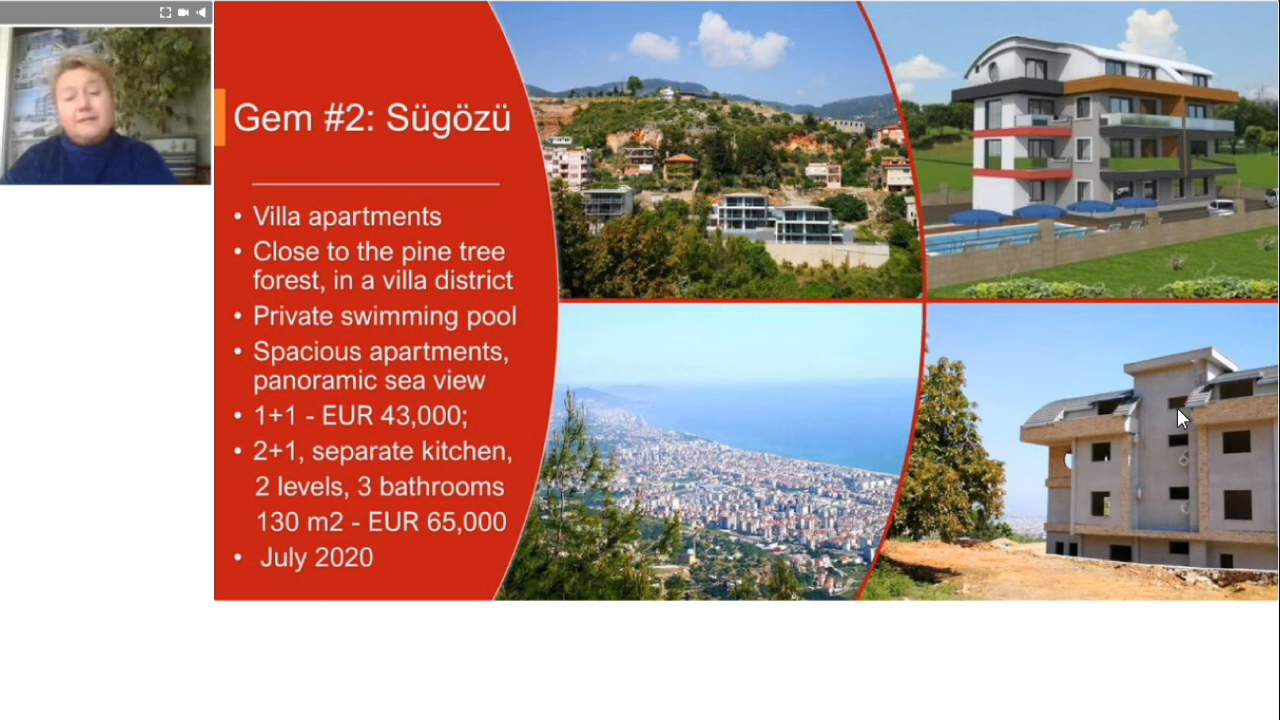 Gem #2: Sügözü
• Villa apartments
• Close to the pine tree
forest, in a villa district
• Private swimming pool
• Spacious apartments,
panoramic sea view
• 1+1 - EUR 43,000;
• 2+1, separate kitchen,
2 levels, 3 bathrooms
130 m2 - EUR 65,000
• July 2020